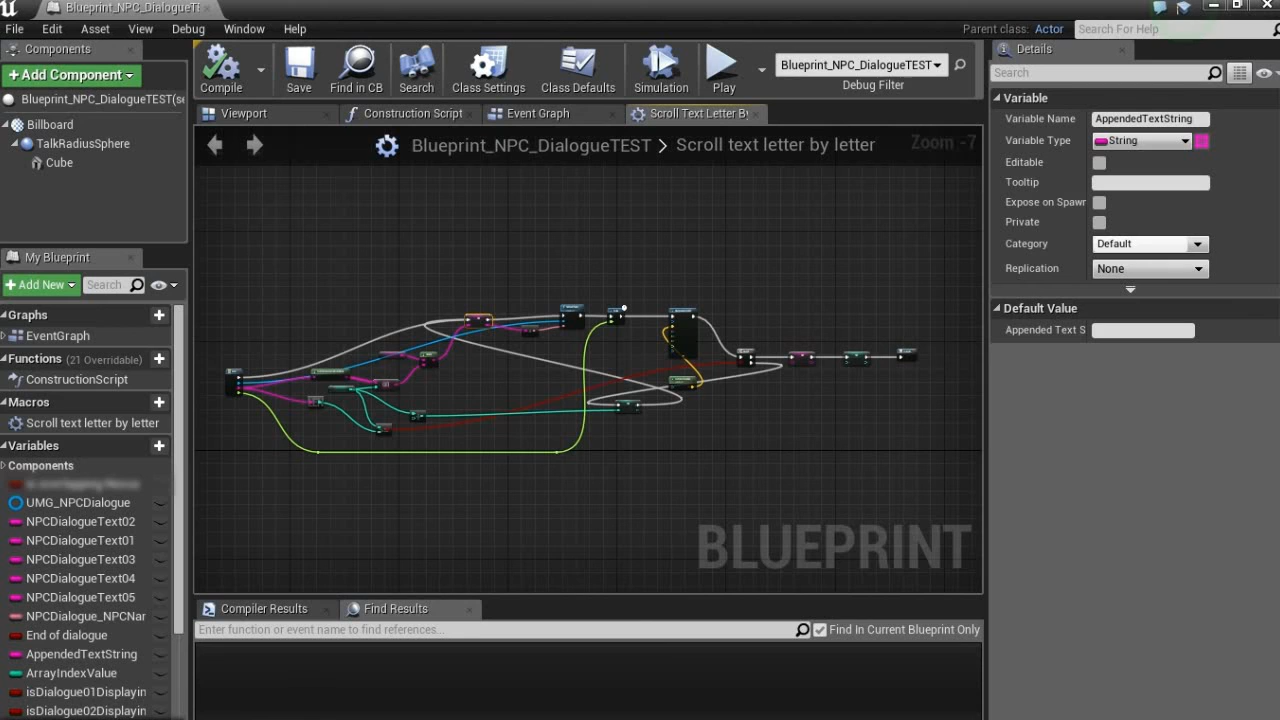 Blueprint_NPC_DialogueTE
File Edit Asset View Debug Window Help
Parent class: Actor
Search For Help
Components
Add Component
Blueprint_NPC_DialogueTEST(se
Billboard
TalkRadiusSphere
Cube
Compile
Save
Find in CB
Search
Class Settings
Class Defaults
Simulation
Play
Blueprint_NPC_DialogueTEST
Debug Filter
Viewport
Construction Script
Event Graph
Scroll Text Letter By
Blueprint_NPC_DialogueTEST > Scroll text letter by letter
Zoom -7
BLUEPRINT
My Blueprint
Add New
Search
Graphs
EventGraph
Functions (21 Overridable)
ConstructionScript
Macros
Scroll text letter by letter
Variables
Components
UMG_NPCDialogue
NPCDialogueText02
NPCDialogueText01
NPCDialogueText03
NPCDialogueText04
NPCDialogueText05
NPCDialogue_NPCNar
End of dialogue
AppendedTextString
ArrayIndexValue
isDialogue01Displayin
isDialogue02Displayin
Compiler Results
Find Results
Enter function or event name to find references...
Find In Current Blueprint Only
Details
Search
Variable
Variable Name AppendedTextString
Variable Type String
Editable
Tooltip
Expose on Spawr
Private
Category Default
Replication None
Default Value
Appended Text S